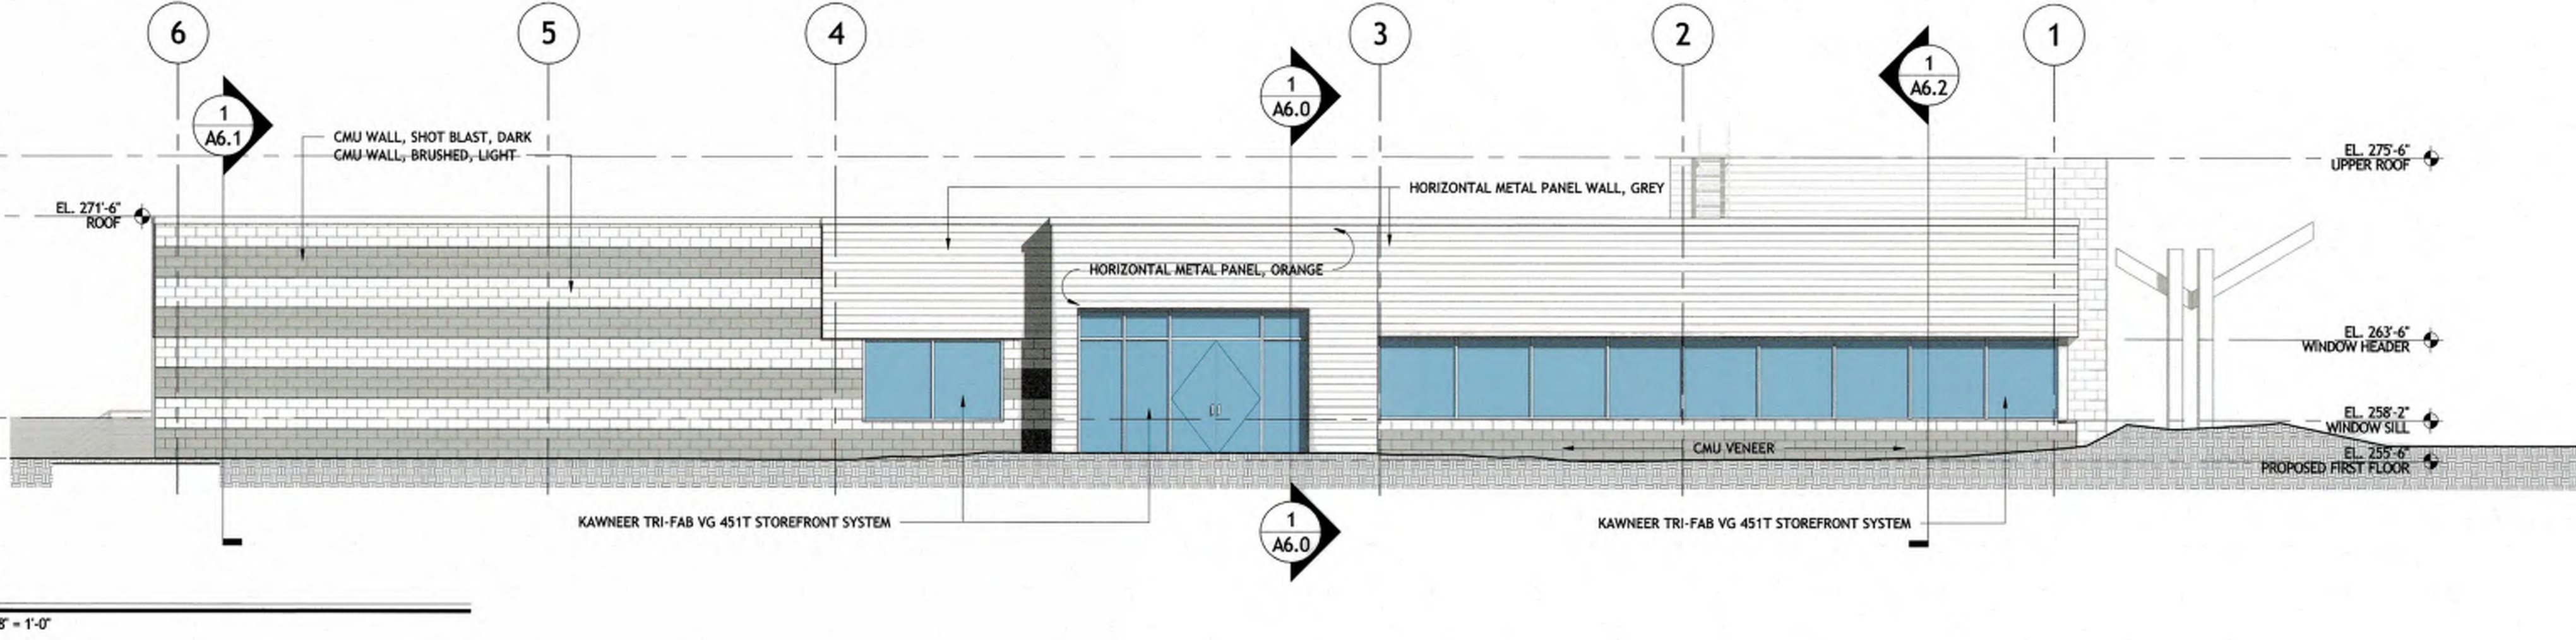 6
5
4
3
2
1
1
A6.1
1
A6.0
1
A6.2
CMU WALL, SHOT BLAST, DARK
CMU WALL, BRUSHED, LIGHT
EL. 275'-6"
UPPER ROOF
HORIZONTAL METAL PANEL WALL, GREY
EL. 271'-6"
ROOF
HORIZONTAL METAL PANEL, ORANGE
EL. 263'-6"
WINDOW HEADER
EL. 258'-2"
WINDOW SILL
CMU VENEER
EL. 255'-6"
PROPOSED FIRST FLOOR
KAWNEER TRI-FAB VG 451T STOREFRONT SYSTEM
1
A6.0
KAWNEER TRI-FAB VG 451T STOREFRONT SYSTEM
8" = 1'-0"